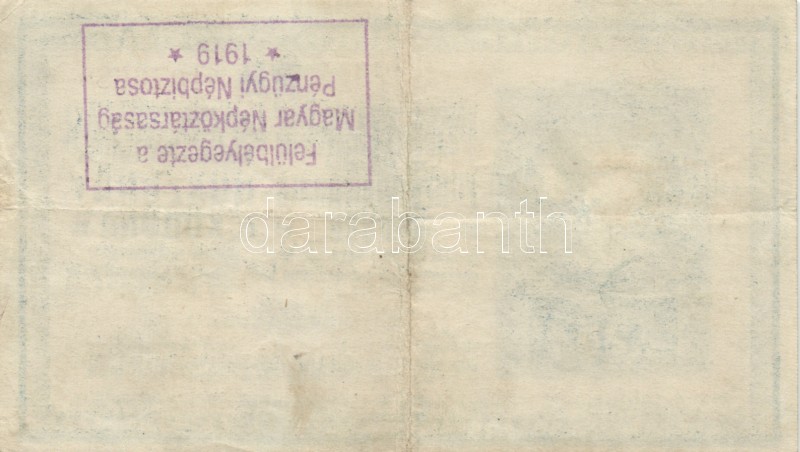 Felülbélyegezte a
Magyar Népköztársaság
Pénzügyi Népbiztosa
* 1919 *
darabanth